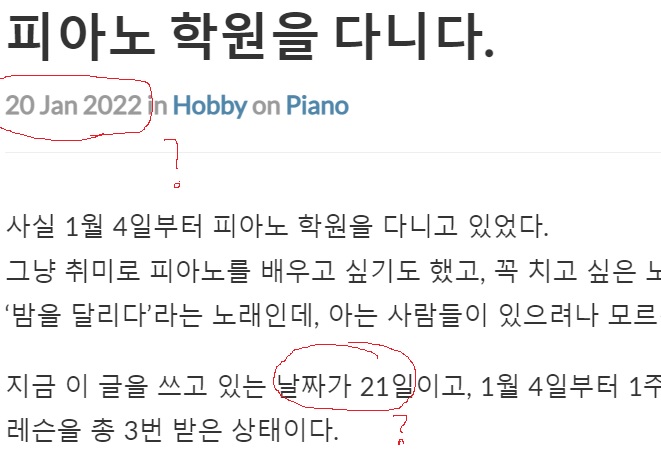 피아노 학원을 다니다.
20 Jan 2022 in Hobby on Piano
?
사실 1월 4일부터 피아노 학원을 다니고 있었다.
그냥 취미로 피아노를 배우고 싶기도 했고, 꼭 치고 싶은
‘밤을 달리다’라는 노래인데, 아는 사람들이 있으려나 모르
지금 이 글을 쓰고 있는 날짜가 21일이고, 1월 4일부터 1주
?
레슨을 총 3번 받은 상태이다.